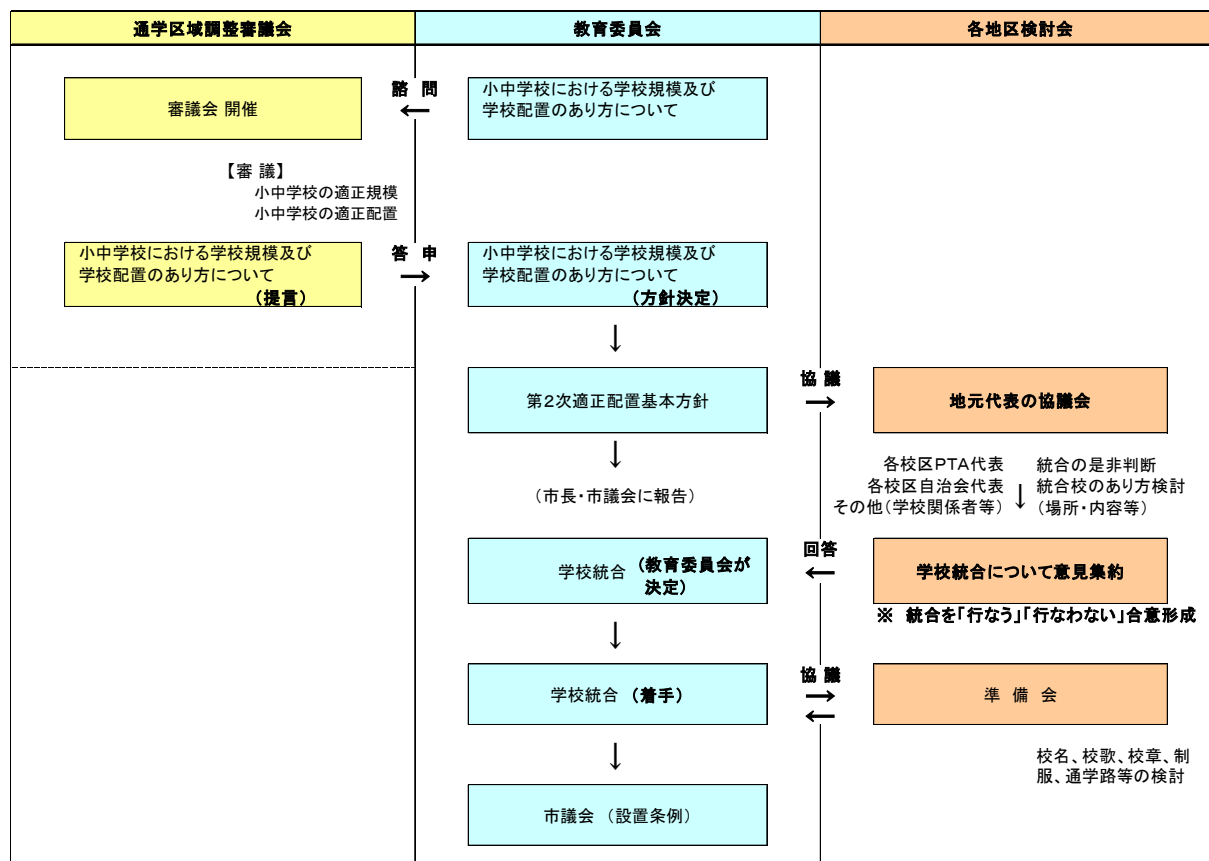 通学区域調整審議会
教育委員会
各地区検討会
審議会 開催
諮 問
←
小中学校における学校規模及び
学校配置のあり方について
【審 議】
小中学校の適正規模
小中学校の適正配置
小中学校における学校規模及び
学校配置のあり方について
(提言)
答 申
→
小中学校における学校規模及び
学校配置のあり方について
(方針決定)
↓
第2次適正配置基本方針
協 議
→
地元代表の協議会
↓
(市長・市議会に報告)
各校区PTA代表
各校区自治会代表
その他(学校関係者等)
↓
統合の是非判断
統合校のあり方検討
(場所・内容等)
学校統合 (教育委員会が
決定)
回答
←
学校統合について意見集約
※ 統合を「行なう」「行なわない」合意形成
↓
学校統合 (着手)
協 議
→
←
準 備 会
校名、校歌、校章、制
服、通学路等の検討
↓
市議会 (設置条例)